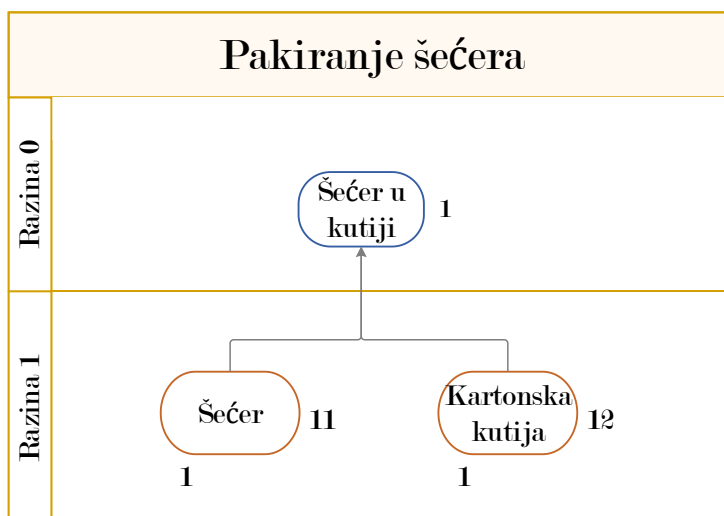 Pakiranje šećera
Razina 0
Šećer u
kutiji
1
Razina 1
Šećer
11
1
Kartonska
kutija
12
1